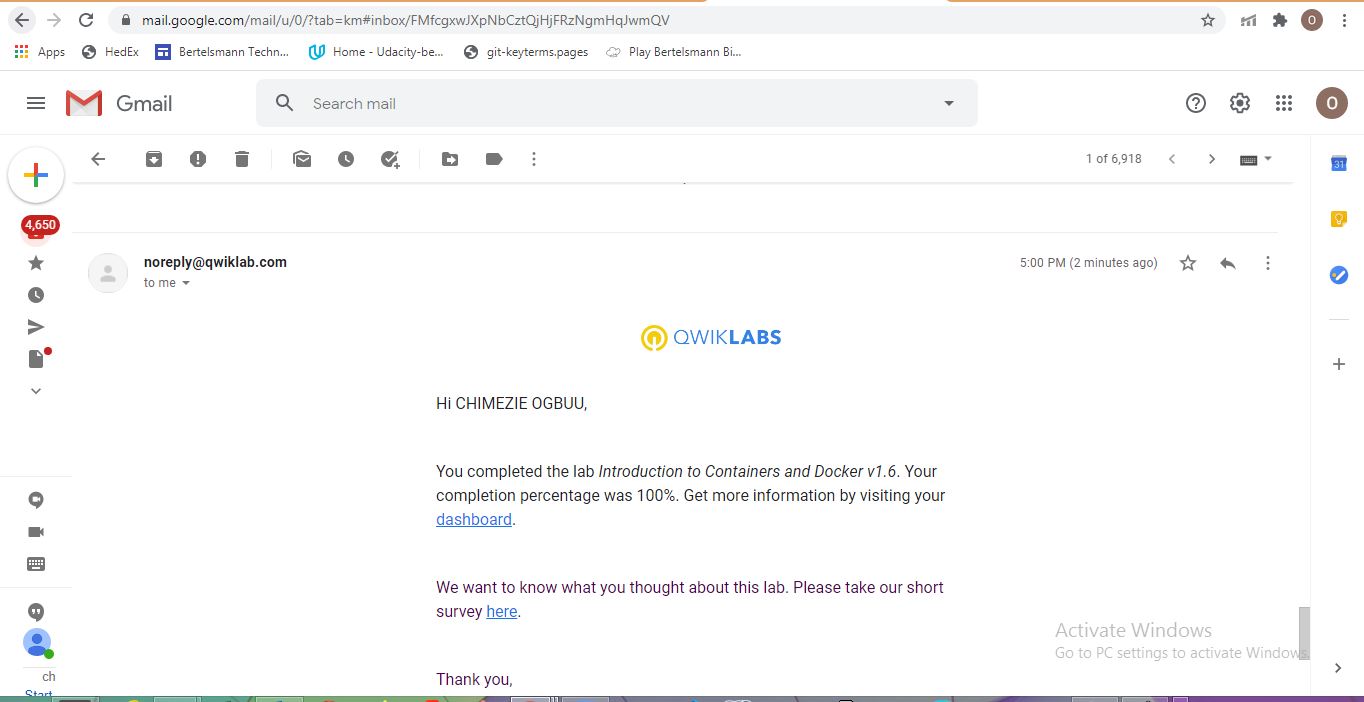 mail.google.com/mail/u/0/?tab=km#inbox/FMfcgxwJXpNbCztQjHjFRzNgmHqJwmQV
O
Apps
HedEx
Bertelsmann Techn...
Home - Udacity-be...
git-keyterms.pages
Play Bertelsmann Bi...
Gmail
Search mail
O
1 of 6,918
31
4,650
noreply@qwiklab.com
5:00 PM (2 minutes ago)
to me
QWIKLABS
Hi CHIMEZIE OGBUU,
You completed the lab Introduction to Containers and Docker v1.6. Your
completion percentage was 100%. Get more information by visiting your
dashboard.
We want to know what you thought about this lab. Please take our short
survey here.
Activate Windows
Go to PC settings to activate Windows.
Thank you,
ch
Start